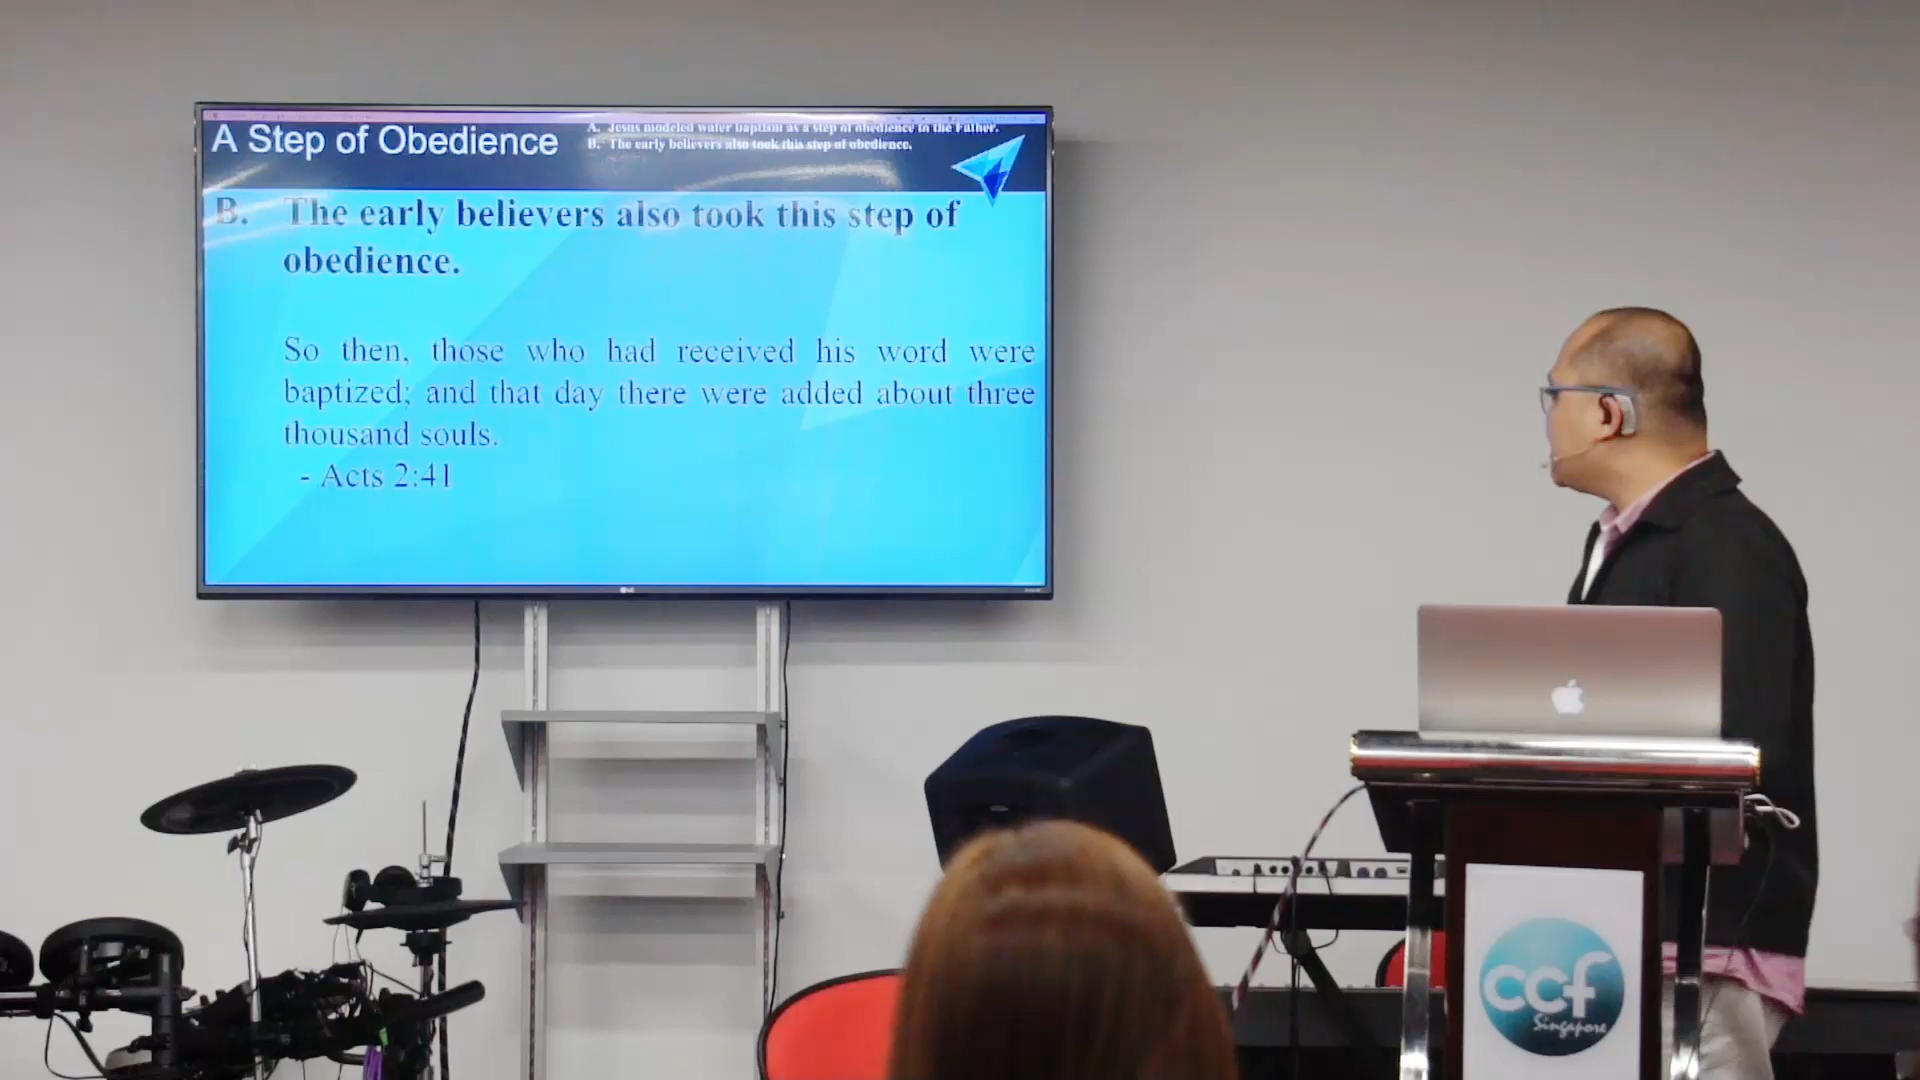 A Step of Obedience
A. Jesus modeled water baptism as a step of obedience to the Father.
B. The early believers also took this step of obedience.
B. The early believers also took this step of
obedience.
So then, those who had received his word were
baptized; and that day there were added about three
thousand souls.
- Acts 2:41
ccf
Singapore